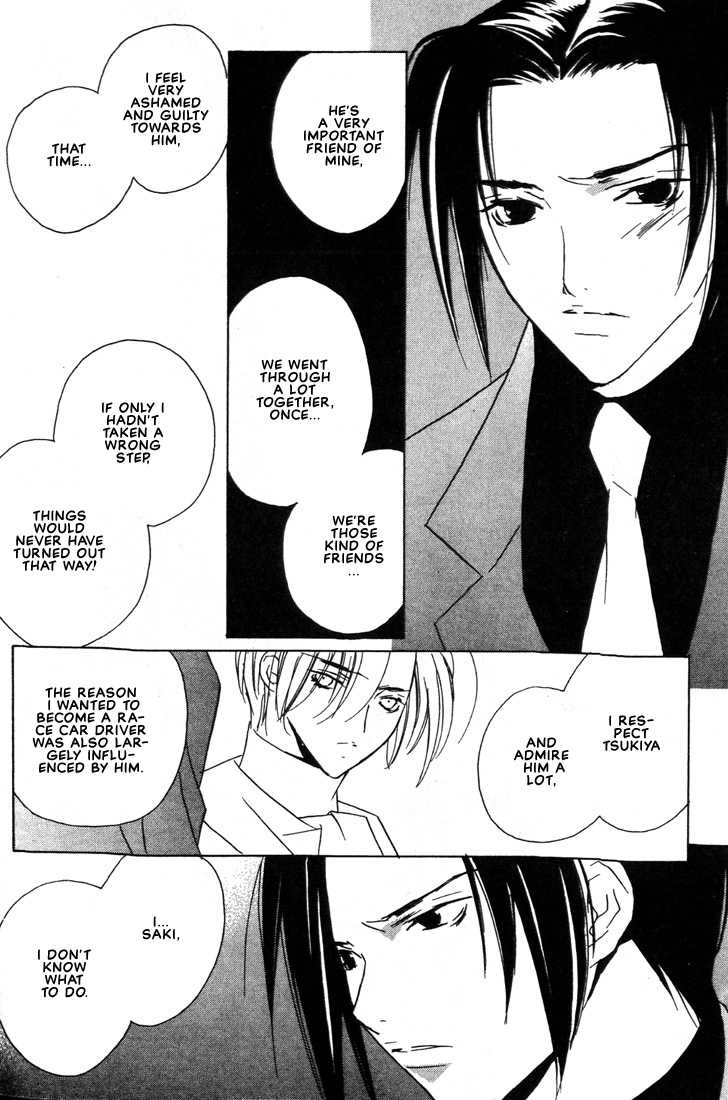 HE'S
A VERY
IMPORTANT
FRIEND OF
MINE,
WE WENT
THROUGH
A LOT
TOGETHER,
ONCE...
WE'RE
THOSE
KIND OF
FRIENDS
...
I FEEL
VERY
ASHAMED
AND GUILTY
TOWARDS
HIM,
THAT
TIME...
IF ONLY I
HADN'T
TAKEN A
WRONG
STEP,
THINGS
WOULD
NEVER HAVE
TURNED OUT
THAT WAY!
I RES-
PECT
TSUKIYA
AND
ADMIRE
HIM A
LOT,
THE REASON
I WANTED TO
BECOME A RA-
CE CAR DRIVER
WAS ALSO LAR-
GELY INFLU-
ENCED BY HIM.
I...
SAKI,
I DON'T
KNOW
WHAT
TO DO.